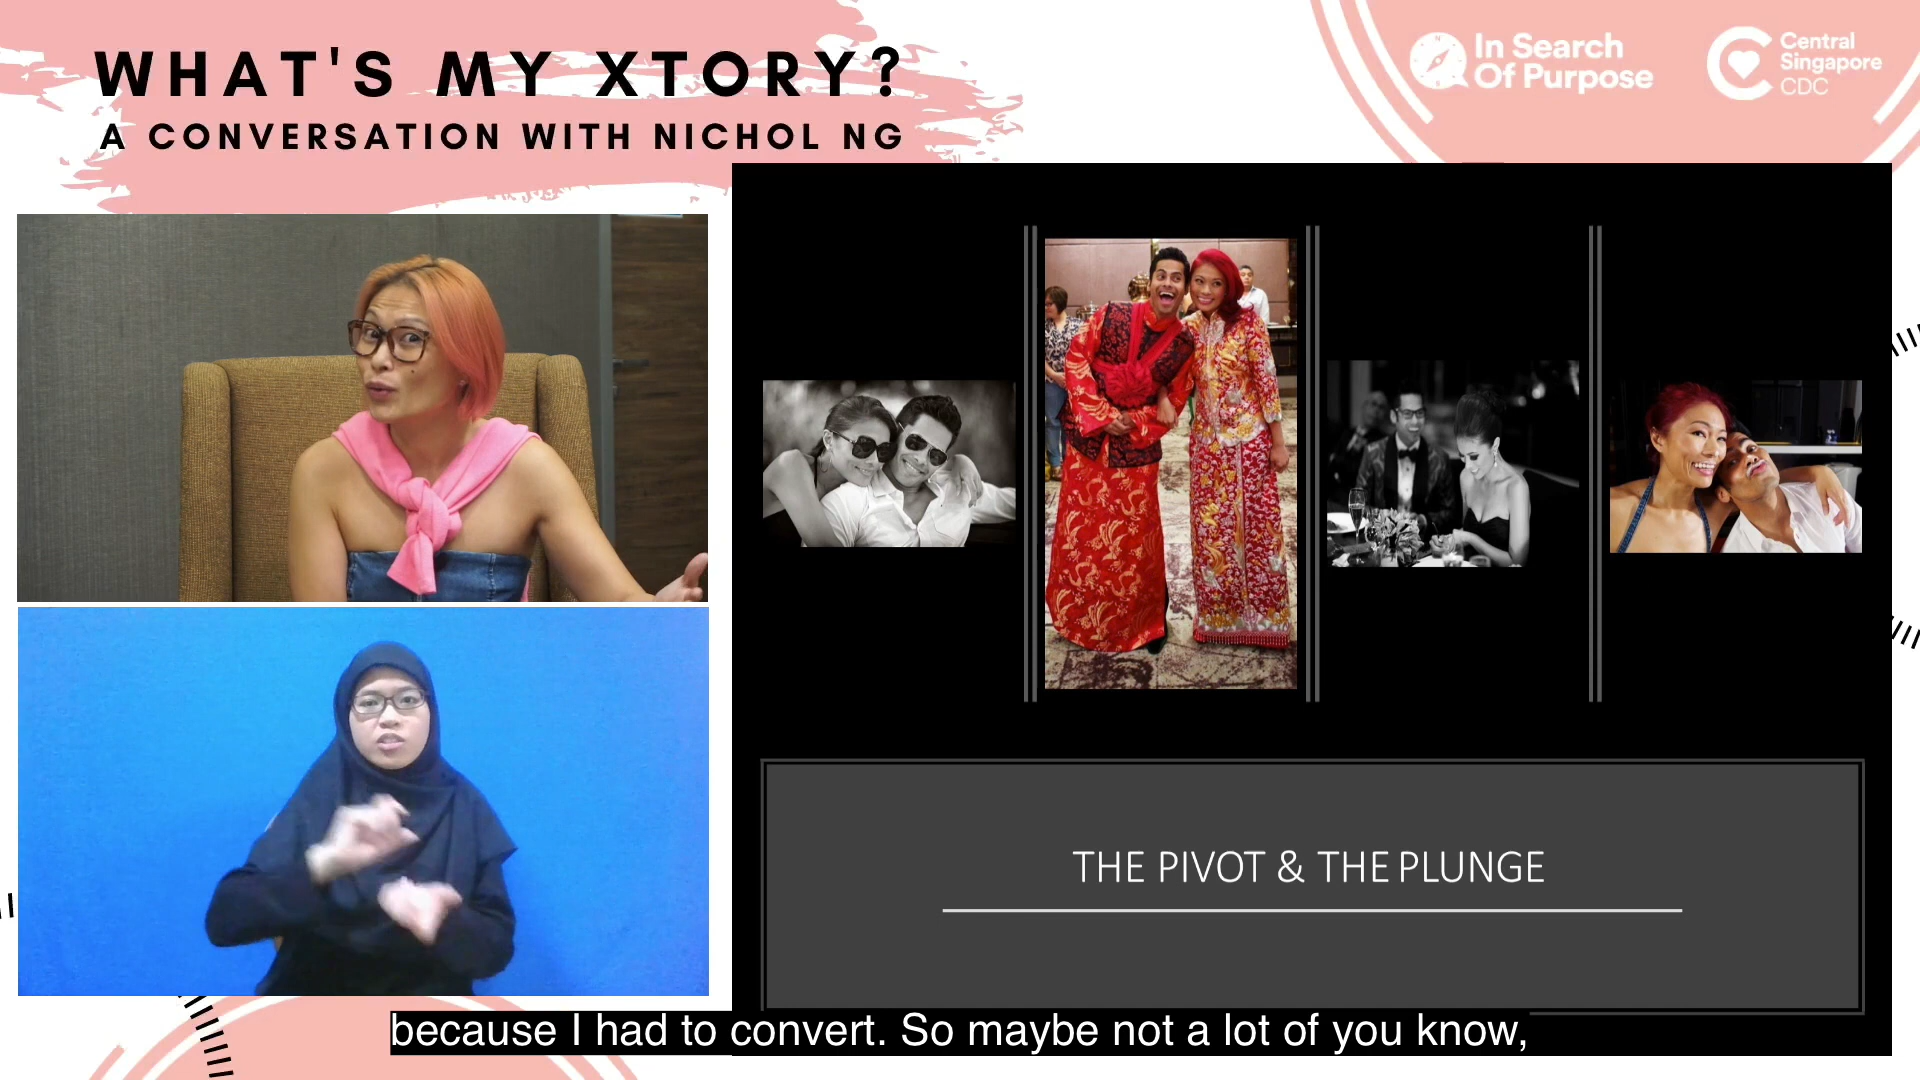 WHAT'S MY XTORY?
A CONVERSATION WITH NICHOL NG
In Search
Of Purpose
Central
Singapore
CDC
THE PIVOT & THE PLUNGE
because I had to convert. So maybe not a lot of you know,